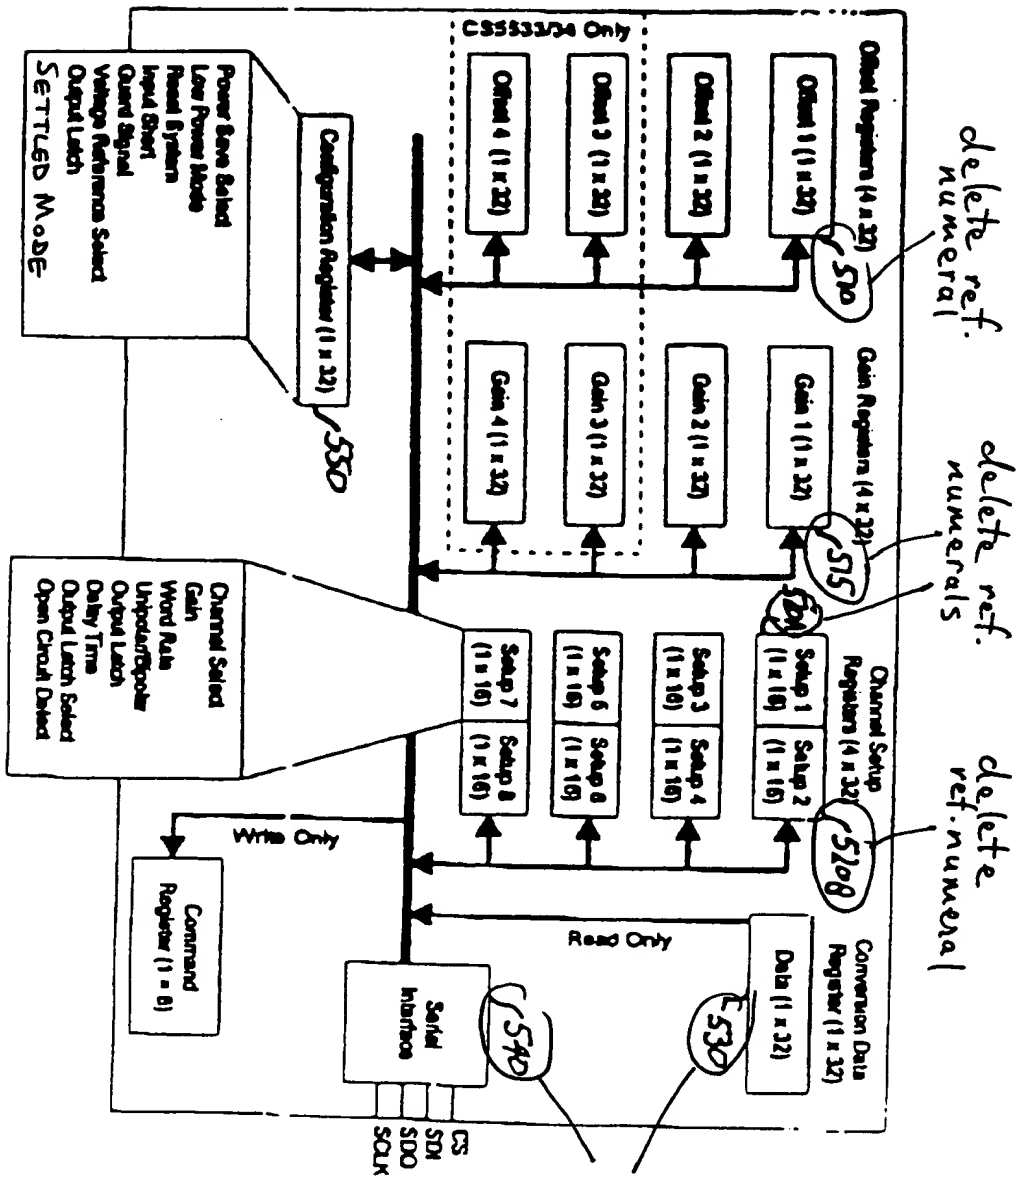 delete ref.
numeral
delete ref.
numerals
delete
ref. numeral
Offset Registers (4 x 32)
510
Offset 1 (1 x 32)
Offset 2 (1 x 32)
Offset 3 (1 x 32)
Offset 4 (1 x 32)
CS5533/34 Only
Gain Registers (4 x 32)
515
Gain 1 (1 x 32)
Gain 2 (1 x 32)
Gain 3 (1 x 32)
Gain 4 (1 x 32)
Channel Setup
Registers (4 x 32)
520B
Setup 1
(1 x 16)
Setup 2
(1 x 16)
Setup 3
(1 x 16)
Setup 4
(1 x 16)
Setup 6
(1 x 16)
Setup 7
(1 x 16)
Setup 8
(1 x 16)
Conversion Data
Register (1 x 32)
Data (1 x 32)
530
Read Only
Configuration Register (1 x 32)
550
Power Save Select
Low Power Mode
Reset System
Input Short
Guard Signal
Voltage Reference Select
Output Latch
SETTLED MODE
Channel Select
Gain
Word Rate
Unipolar/Bipolar
Output Latch
Delay Time
Output Latch Select
Open Circuit Detect
Write Only
Command
Register (1 x 8)
Serial
Interface
540
CS
SDI
SDO
SCLK